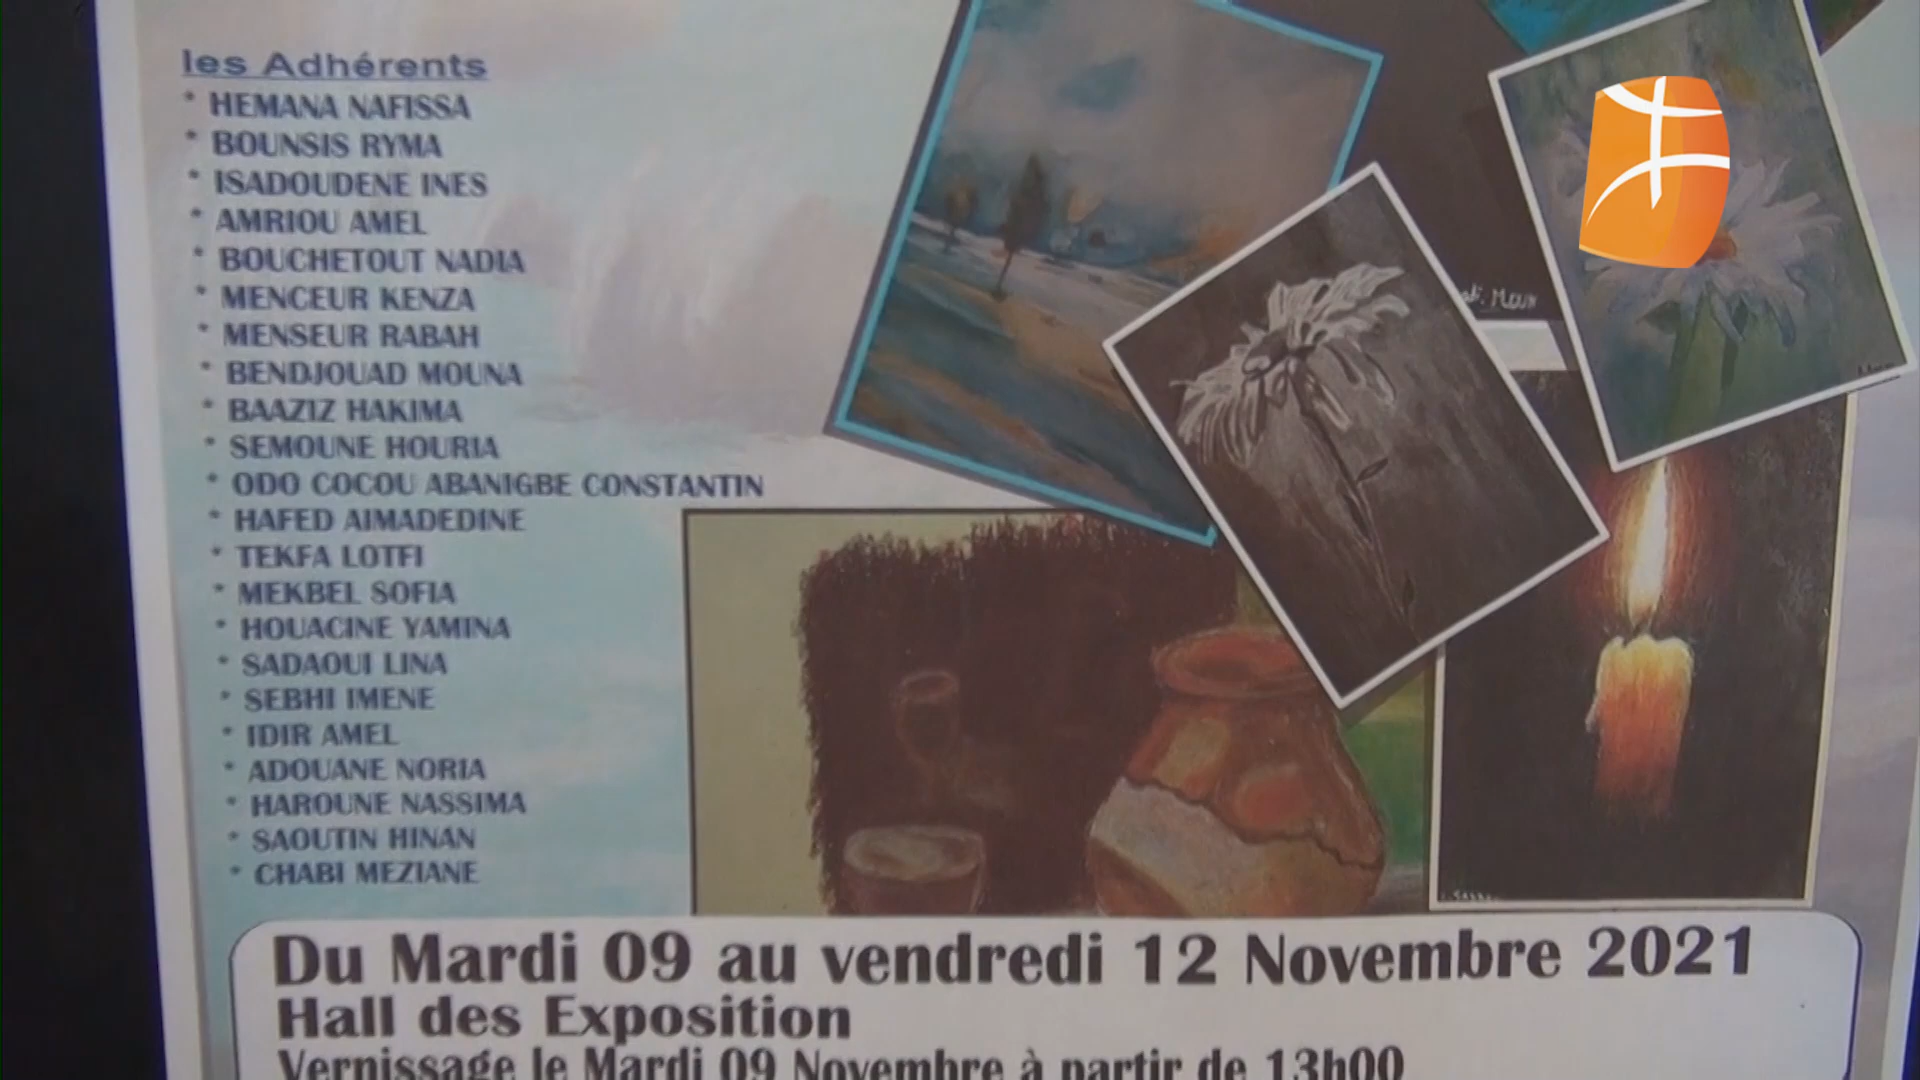 les Adhérents
* HEMANA NAFISSA
* BOUNSIS RYMA
* ISADOUDENE INES
* AMRIOU AMEL
* BOUCHETOUT NADIA
* MENCEUR KENZA
* MENSEUR RABAH
* BENDJOUAD MOUNA
* BAAZIZ HAKIMA
* SEMOUNE HOURIA
* ODO COCOU ABANIGBE CONSTANTIN
* HAFED AIMADEDINE
* TEKFA LOTFI
* MEKBEL SOFIA
* HOUACINE YAMINA
* SADAOUI LINA
* SEBHI IMENE
* IDIR AMEL
* ADOUANE NORIA
* HAROUNE NASSIMA
* SAOUTIN HINAN
* CHABI MEZIANE
Du Mardi 09 au vendredi 12 Novembre 2021
Hall des Exposition
Vernissage le Mardi 09 Novembre à partir de 13h00